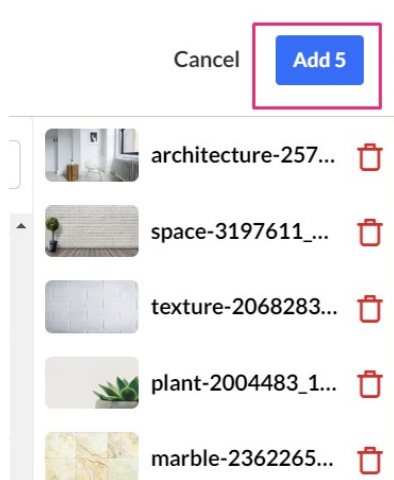 Cancel Add 5
architecture-257...
space-3197611_...
texture-2068283...
plant-2004483_1...
marble-2362265...